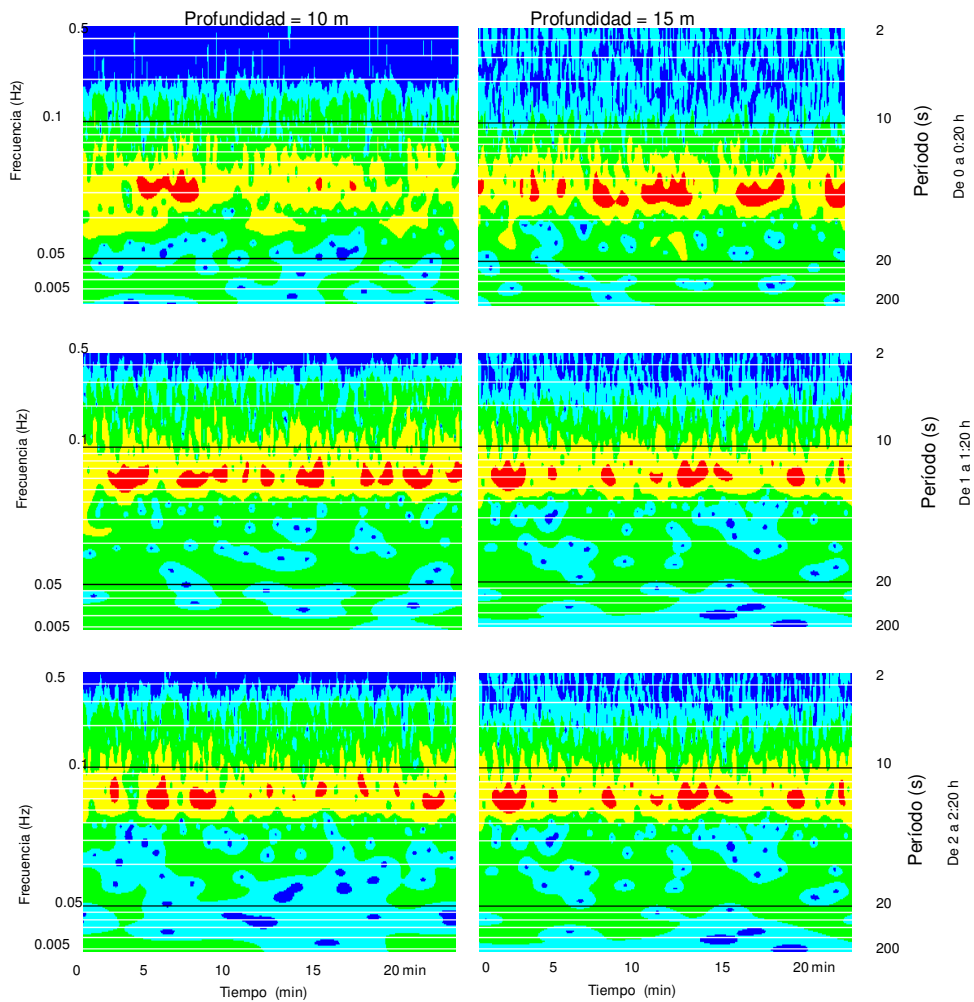 Profundidad = 10 m
Profundidad = 15 m
0.5
0.1
0.05
0.005
Frecuencia (Hz)
2
10
20
200
Período (s)
De 0 a 0:20 h
0.5
0.1
0.05
0.005
Frecuencia (Hz)
2
10
20
200
Período (s)
De 1 a 1:20 h
0.5
0.1
0.05
0.005
Frecuencia (Hz)
2
10
20
200
Período (s)
De 2 a 2:20 h
0 5 10 15 20 min
0 5 10 15 20 min
Tiempo (min)
Tiempo (min)